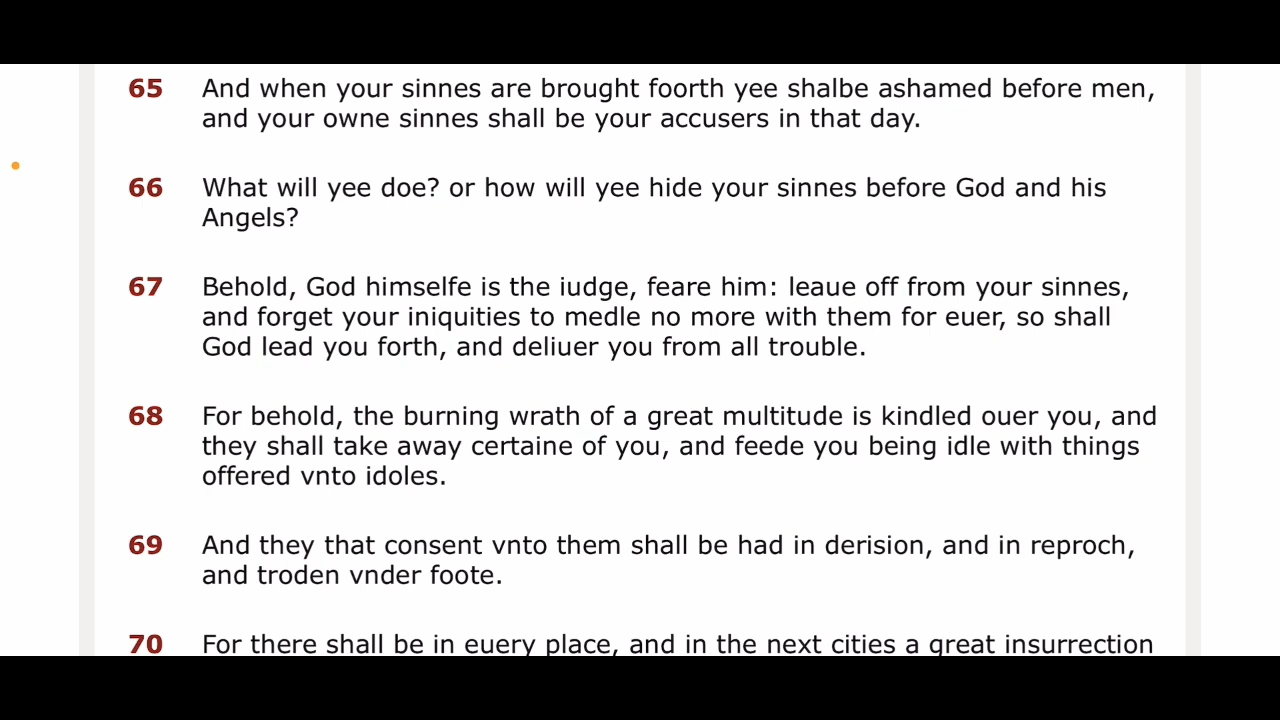 65 And when your sinnes are brought foorth yee shalbe ashamed before men,
and your owne sinnes shall be your accusers in that day.
66 What will yee doe? or how will yee hide your sinnes before God and his
Angels?
67 Behold, God himselfe is the iudge, feare him: leaue off from your sinnes,
and forget your iniquities to medle no more with them for euer, so shall
God lead you forth, and deliuer you from all trouble.
68 For behold, the burning wrath of a great multitude is kindled ouer you, and
they shall take away certaine of you, and feede you being idle with things
offered vnto idoles.
69 And they that consent vnto them shall be had in derision, and in reproch,
and troden vnder foote.
70 For there shall be in euery place, and in the next cities a great insurrection